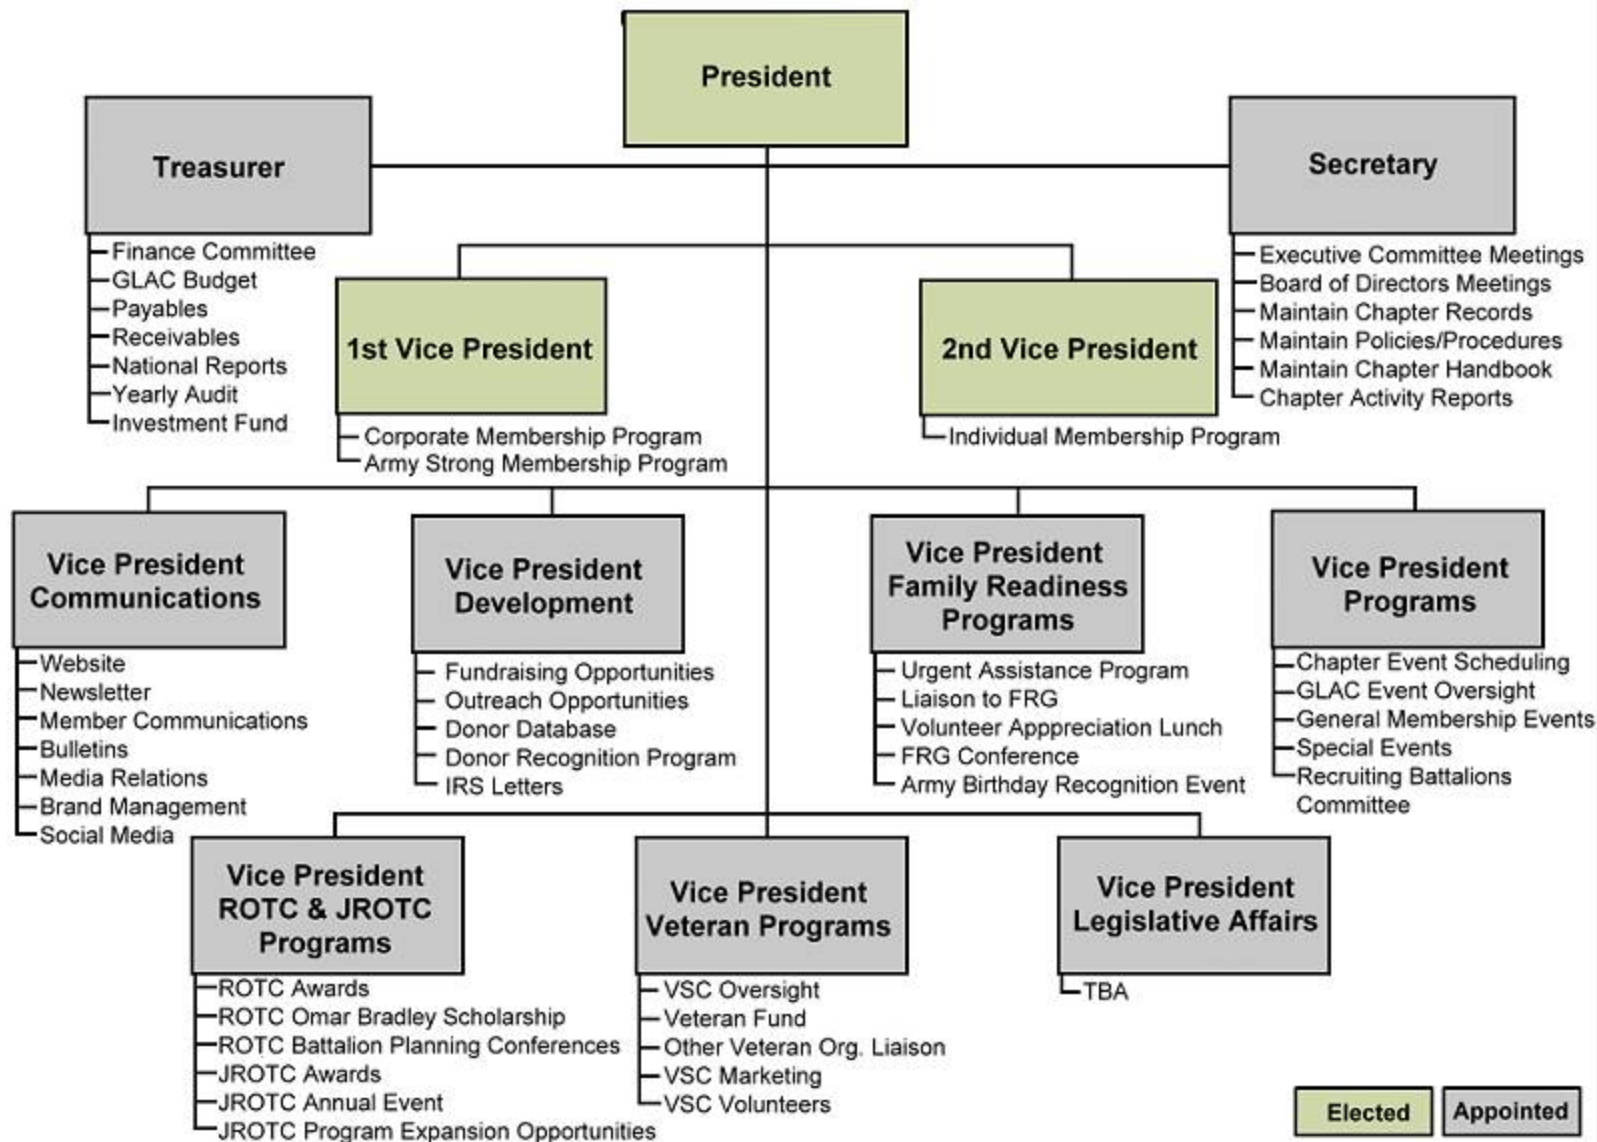 President
Treasurer
Finance Committee
GLAC Budget
Payables
Receivables
National Reports
Yearly Audit
Investment Fund
Secretary
Executive Committee Meetings
Board of Directors Meetings
Maintain Chapter Records
Maintain Policies/Procedures
Maintain Chapter Handbook
Chapter Activity Reports
1st Vice President
Corporate Membership Program
Army Strong Membership Program
2nd Vice President
Individual Membership Program
Vice President
Communications
Website
Newsletter
Member Communications
Bulletins
Media Relations
Brand Management
Social Media
Vice President
Development
Fundraising Opportunities
Outreach Opportunities
Donor Database
Donor Recognition Program
IRS Letters
Vice President
Family Readiness
Programs
Urgent Assistance Program
Liaison to FRG
Volunteer Apppreciation Lunch
FRG Conference
Army Birthday Recognition Event
Vice President
Programs
Chapter Event Scheduling
GLAC Event Oversight
General Membership Events
Special Events
Recruiting Battalions
Committee
Vice President
ROTC & JROTC
Programs
ROTC Awards
ROTC Omar Bradley Scholarship
ROTC Battalion Planning Conferences
JROTC Awards
JROTC Annual Event
JROTC Program Expansion Opportunities
Vice President
Veteran Programs
VSC Oversight
Veteran Fund
Other Veteran Org. Liaison
VSC Marketing
VSC Volunteers
Vice President
Legislative Affairs
TBA
Elected
Appointed